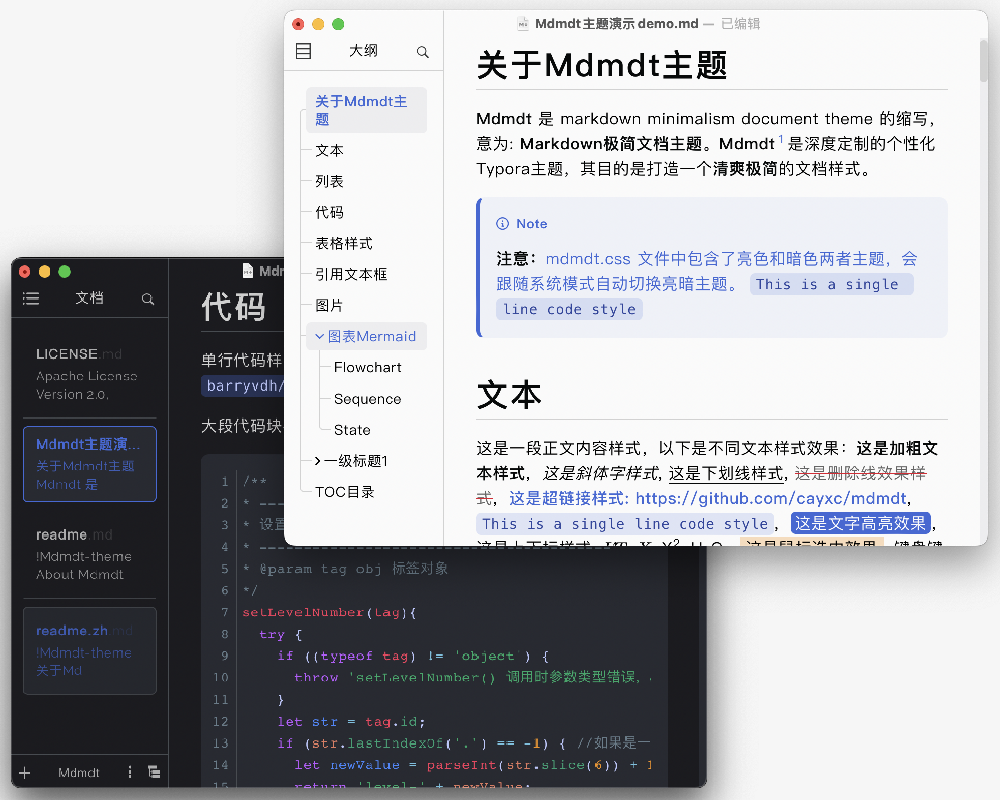 Mdmdt主题演示 demo.md — 已编辑
大纲
关于Mdmdt主
题
文本
列表
代码
表格样式
引用文本框
图片
图表Mermaid
Flowchart
Sequence
State
一级标题1
TOC目录
关于Mdmdt主题
Mdmdt 是 markdown minimalism document theme 的缩写，
意为: Markdown极简文档主题。Mdmdt 1 是深度定制的个性化
Typora主题，其目的是打造一个清爽极简的文档样式。
Note
注意： mdmdt.css 文件中包含了亮色和暗色两者主题，会
跟随系统模式自动切换亮暗主题。 This is a single
line code style
文本
这是一段正文内容样式，以下是不同文本样式效果：这是加粗文
本样式，这是斜体字样式, 这是下划线样式, 这是删除线效果样
式，这是超链接样式: https://github.com/cayxc/mdmdt,
This is a single line code style ，这是文字高亮效果，
文档
LICENSE.md
Apache License
Version 2.0,
Mdmdt主题演...
关于Mdmdt主题
Mdmdt 是
readme.md
!Mdmdt-theme
About Mdmdt
readme.zh.md
!Mdmdt-theme
关于Md
+ Mdmdt
代码
单行代码样
barryvdh/
大段代码块
1 /**
2 * ----
3 * 设置
4 * ----
5 * @param tag obj 标签对象
6 */
7 setLevelNumber(tag){
8 try {
9 if ((typeof tag) != 'object') {
10 throw 'setLevelNumber() 调用时参数类型错误,
11 }
12 let str = tag.id;
13 if (str.lastIndexOf('.') == -1) { //如果是一
14 let newValue = parseInt(str.slice(6)) + 1
15 return 'level-' + newValue;